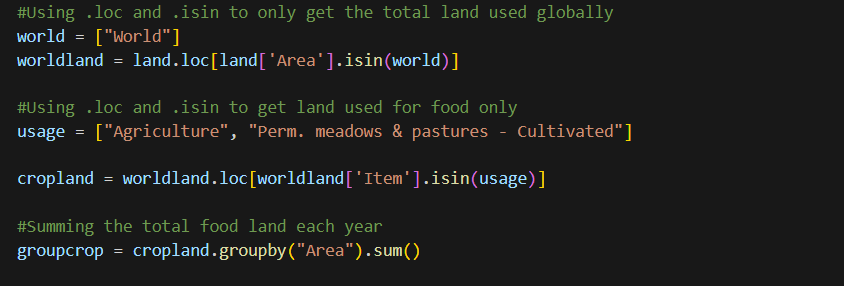 #Using .loc and .isin to only get the total land used globally
world = ["World"]
worldland = land.loc[land['Area'].isin(world)]
#Using .loc and .isin to get land used for food only
usage = ["Agriculture", "Perm. meadows & pastures - Cultivated"]
cropland = worldland.loc[worldland['Item'].isin(usage)]
#Summing the total food land each year
groupcrop = cropland.groupby("Area").sum()